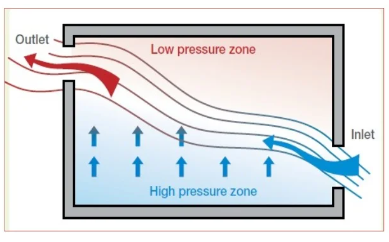 Outlet
Low pressure zone
Inlet
High pressure zone